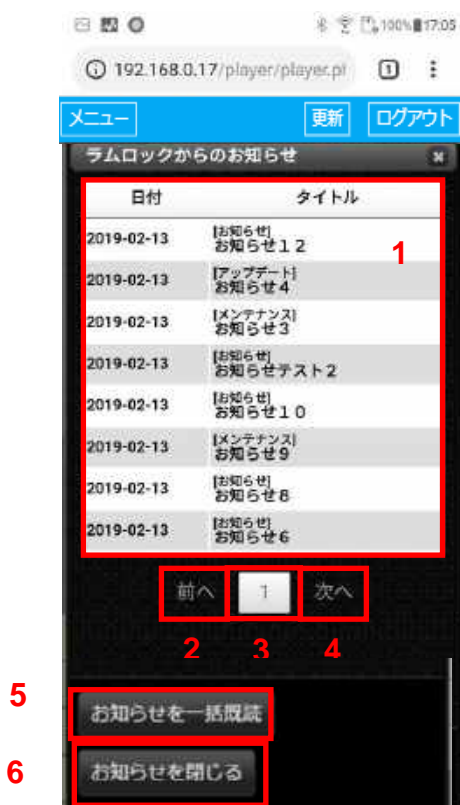 100% 17:05
192.168.0.17/player/player.pl
1
メニュー 更新 ログアウト
ラムロックからのお知らせ
日付 タイトル
1
2019-02-13 [お知らせ]
お知らせ１２
2019-02-13 [アップデート]
お知らせ４
2019-02-13 [メンテナンス]
お知らせ３
2019-02-13 [お知らせ]
お知らせテスト２
2019-02-13 [お知らせ]
お知らせ１０
2019-02-13 [メンテナンス]
お知らせ９
2019-02-13 [お知らせ]
お知らせ８
2019-02-13 [お知らせ]
お知らせ６
前へ 1 次へ
2 3 4
5
お知らせを一括既読
6
お知らせを閉じる